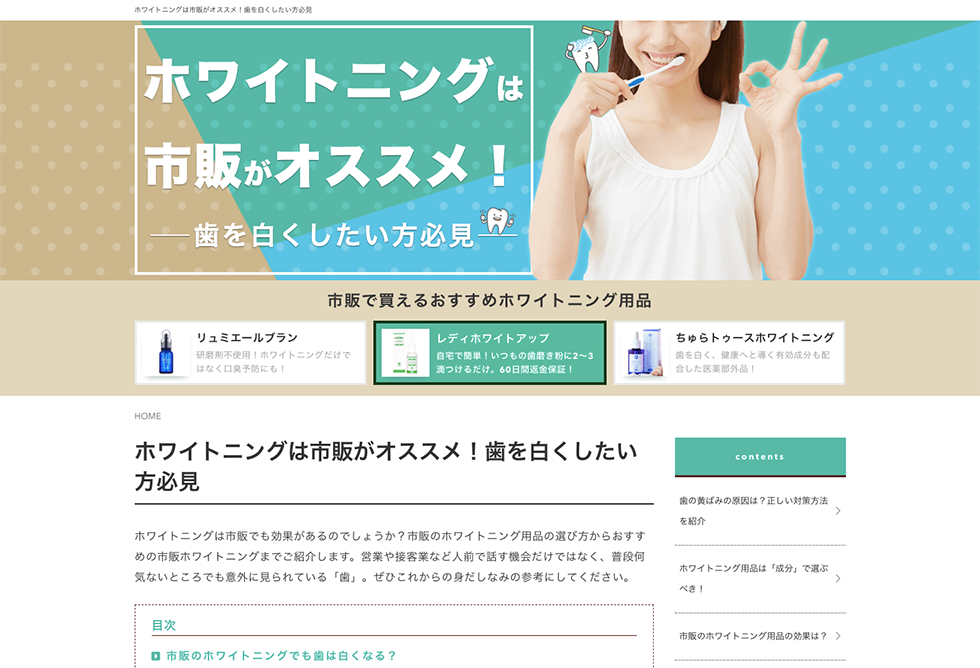 ホワイトニングは市販がオススメ！歯を白くしたい方必見
ホワイトニングは
市販がオススメ！
歯を白くしたい方必見
市販で買えるおすすめホワイトニング用品
リュミエールブラン
研磨剤不使用！ホワイトニングだけで
はなく口臭予防にも！
レディホワイトアップ
自宅で簡単！いつもの歯磨き粉に2〜3
滴つけるだけ。60日間返金保証！
ちゅらトゥースホワイトニング
歯を白く、健康へと導く有効成分も配
合した医薬部外品！
HOME
ホワイトニングは市販がオススメ！歯を白くしたい
方必見
ホワイトニングは市販でも効果があるのでしょうか？市販のホワイトニング用品の選び方からおすす
めの市販ホワイトニングまでご紹介します。営業や接客業など人前で話す機会だけではなく、普段何
気ないところでも意外に見られている「歯」。ぜひこれからの身だしなみの参考にしてください。
目次
市販のホワイトニングでも歯は白くなる？
contents
歯の黄ばみの原因は？正しい対策方法
を紹介
ホワイトニング用品は「成分」で選ぶ
べき！
市販のホワイトニング用品の効果は？